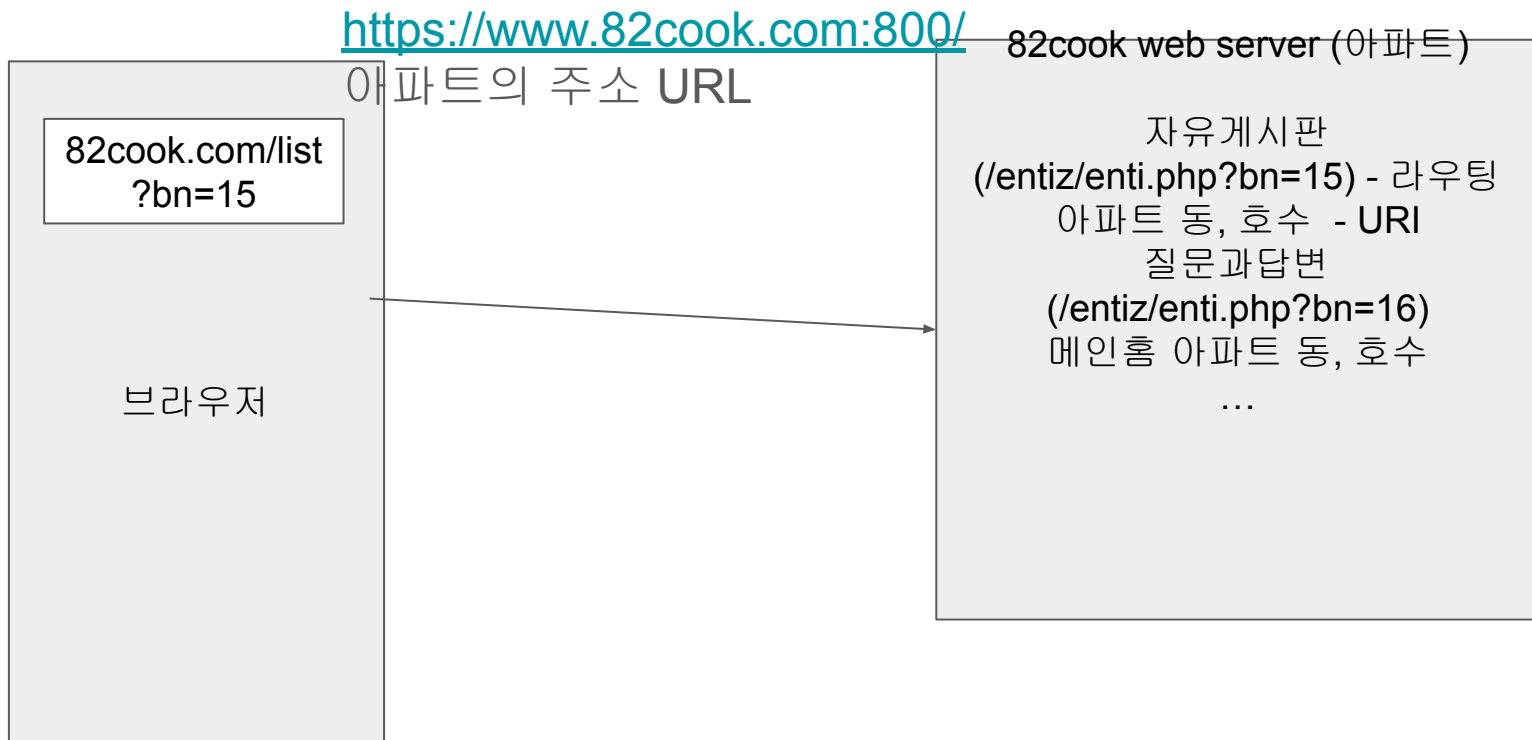 https://www.82cook.com:800/
아파트의 주소 URL
82cook.com/list
?bn=15
브라우저
82cook web server (아파트)
자유게시판
(/entiz/enti.php?bn=15) - 라우팅
아파트 동, 호수 - URI
질문과답변
(/entiz/enti.php?bn=16)
메인홈 아파트 동, 호수
…